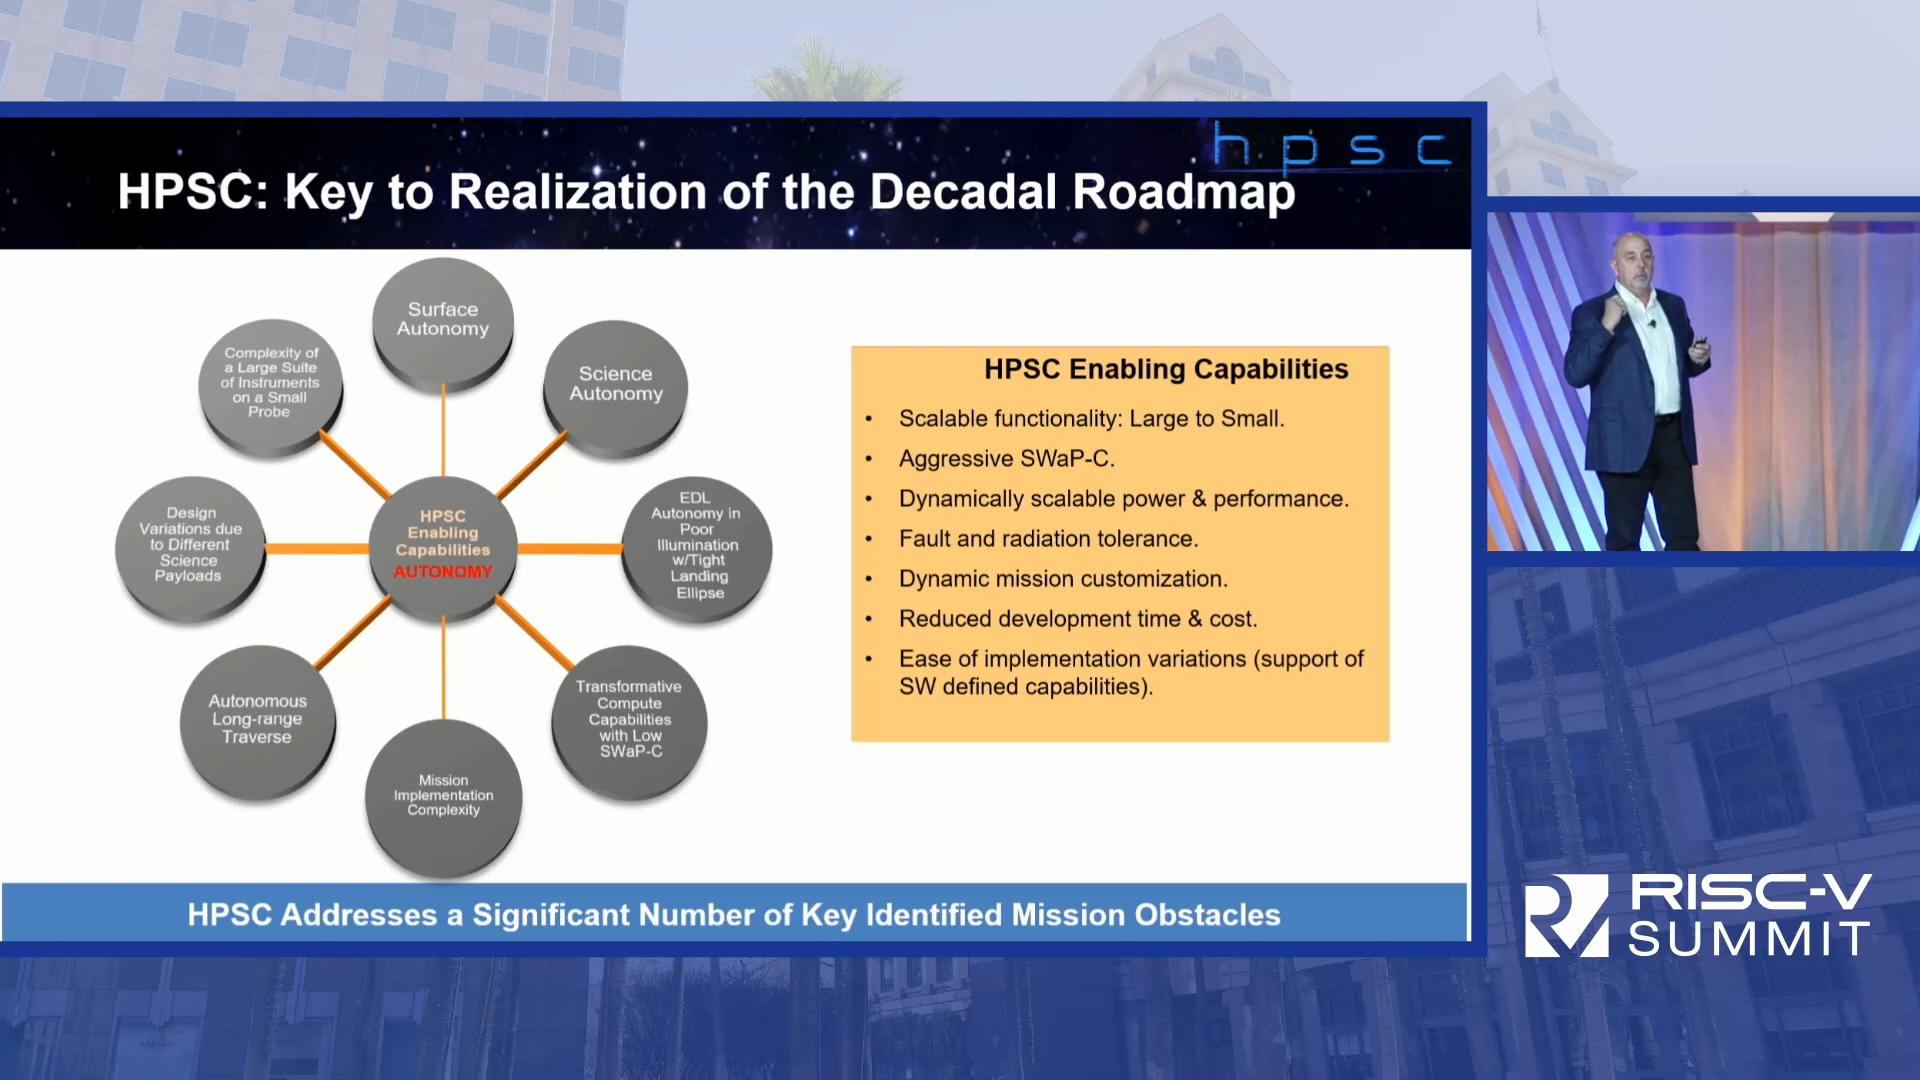 hpsc
HPSC: Key to Realization of the Decadal Roadmap
Surface
Autonomy
Complexity of
a Large Suite
of Instruments
on a Small
Probe
Science
Autonomy
Design
Variations due
to Different
Science
Payloads
HPSC
Enabling
Capabilities
AUTONOMY
EDL
Autonomy in
Poor
Illumination
w/Tight
Landing
Ellipse
Autonomous
Long-range
Traverse
Mission
Implementation
Complexity
Transformative
Compute
Capabilities
with Low
SWaP-C
HPSC Enabling Capabilities
• Scalable functionality: Large to Small.
• Aggressive SWaP-C.
• Dynamically scalable power & performance.
• Fault and radiation tolerance.
• Dynamic mission customization.
• Reduced development time & cost.
• Ease of implementation variations (support of
SW defined capabilities).
HPSC Addresses a Significant Number of Key Identified Mission Obstacles
RISC-V
SUMMIT